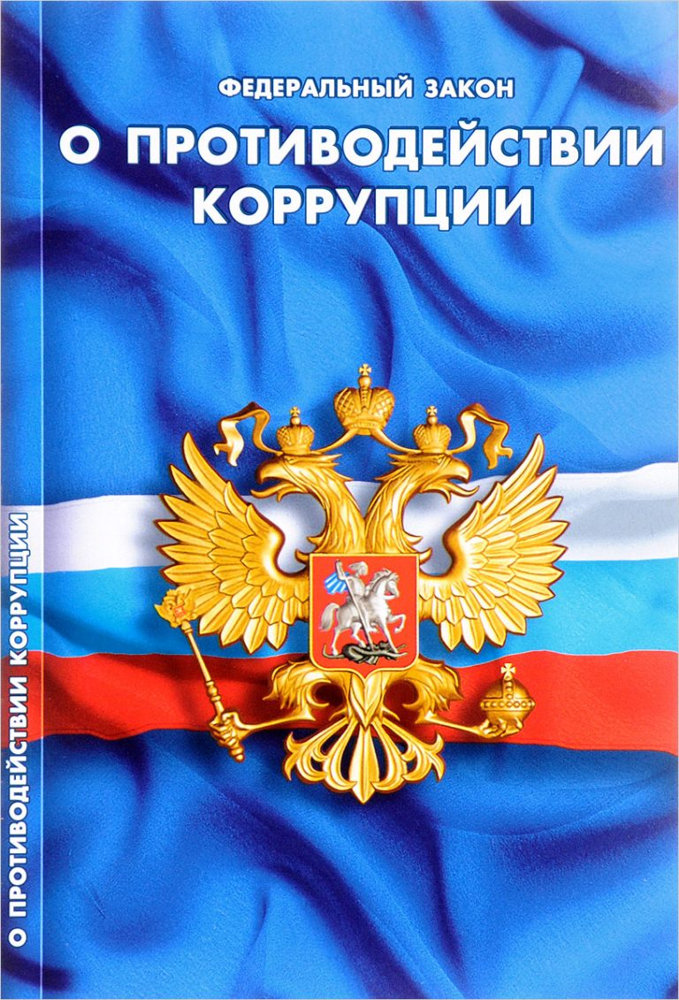 ФЕДЕРАЛЬНЫЙ ЗАКОН
О ПРОТИВОДЕЙСТВИИ
КОРРУПЦИИ
О ПРОТИВОДЕЙСТВИИ КОРРУПЦИИ